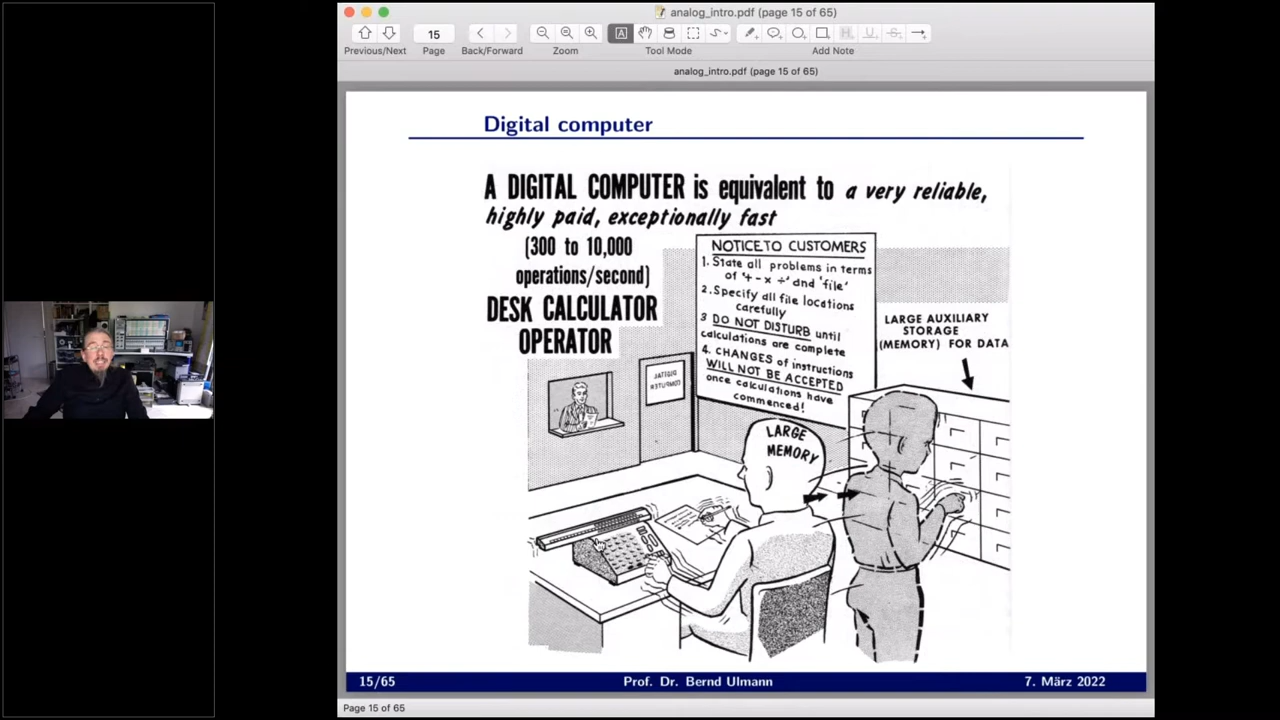 analog_intro.pdf (page 15 of 65)
15
Previous/Next
Page
Back/Forward
Zoom
Tool Mode
Add Note
analog_intro.pdf (page 15 of 65)
Digital computer
A DIGITAL COMPUTER is equivalent to a very reliable,
highly paid, exceptionally fast
(300 to 10,000
operations/second)
DESK CALCULATOR
OPERATOR
NOTICE TO CUSTOMERS
1. State all problems in terms
of '+ - x ÷' and 'file'
2. Specify all file locations
carefully
3 DO NOT DISTURB until
calculations are complete
4. CHANGES of instructions
WILL NOT BE ACCEPTED
once calculations have
commenced!
LARGE AUXILIARY
STORAGE
(MEMORY) FOR DATA
DIGITAL
COMPUTER
LARGE
MEMORY
15/65
Prof. Dr. Bernd Ulmann
7. März 2022
Page 15 of 65